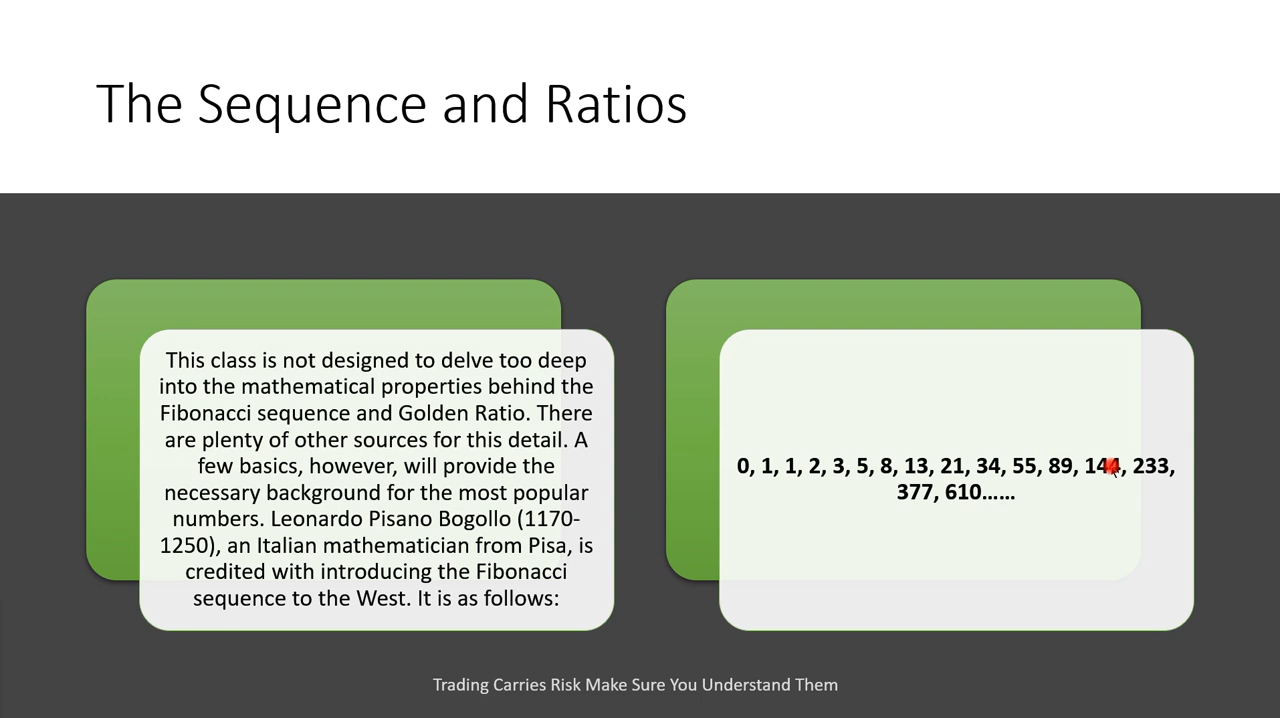 The Sequence and Ratios
This class is not designed to delve too deep
into the mathematical properties behind the
Fibonacci sequence and Golden Ratio. There
are plenty of other sources for this detail. A
few basics, however, will provide the
necessary background for the most popular
numbers. Leonardo Pisano Bogollo (1170-
1250), an Italian mathematician from Pisa, is
credited with introducing the Fibonacci
sequence to the West. It is as follows:
0, 1, 1, 2, 3, 5, 8, 13, 21, 34, 55, 89, 144, 233,
377, 610……
Trading Carries Risk Make Sure You Understand Them